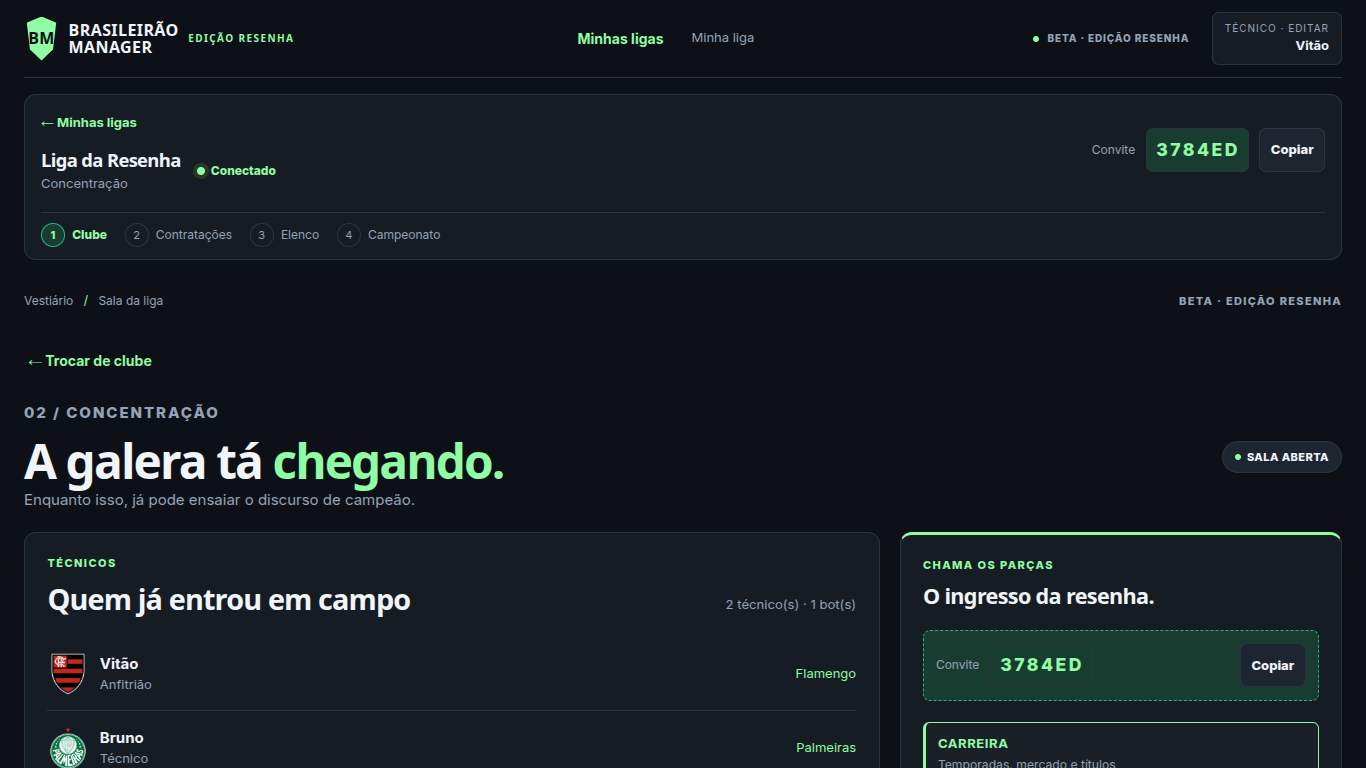 BM
BRASILEIRÃO
MANAGER
EDIÇÃO RESENHA
Minhas ligas
Minha liga
BETA · EDIÇÃO RESENHA
TÉCNICO · EDITAR
Vitão
← Minhas ligas
Liga da Resenha
Conectado
Concentração
Convite
3784ED
Copiar
1 Clube
2 Contratações
3 Elenco
4 Campeonato
Vestiário / Sala da liga
BETA · EDIÇÃO RESENHA
← Trocar de clube
02 / CONCENTRAÇÃO
A galera tá chegando.
Enquanto isso, já pode ensaiar o discurso de campeão.
SALA ABERTA
TÉCNICOS
Quem já entrou em campo
2 técnico(s) · 1 bot(s)
Vitão
Anfitrião
Flamengo
Bruno
Técnico
Palmeiras
PALMEIRAS
CHAMA OS PARÇAS
O ingresso da resenha.
Convite
3784ED
Copiar
CARREIRA
Temporadas, mercado e títulos